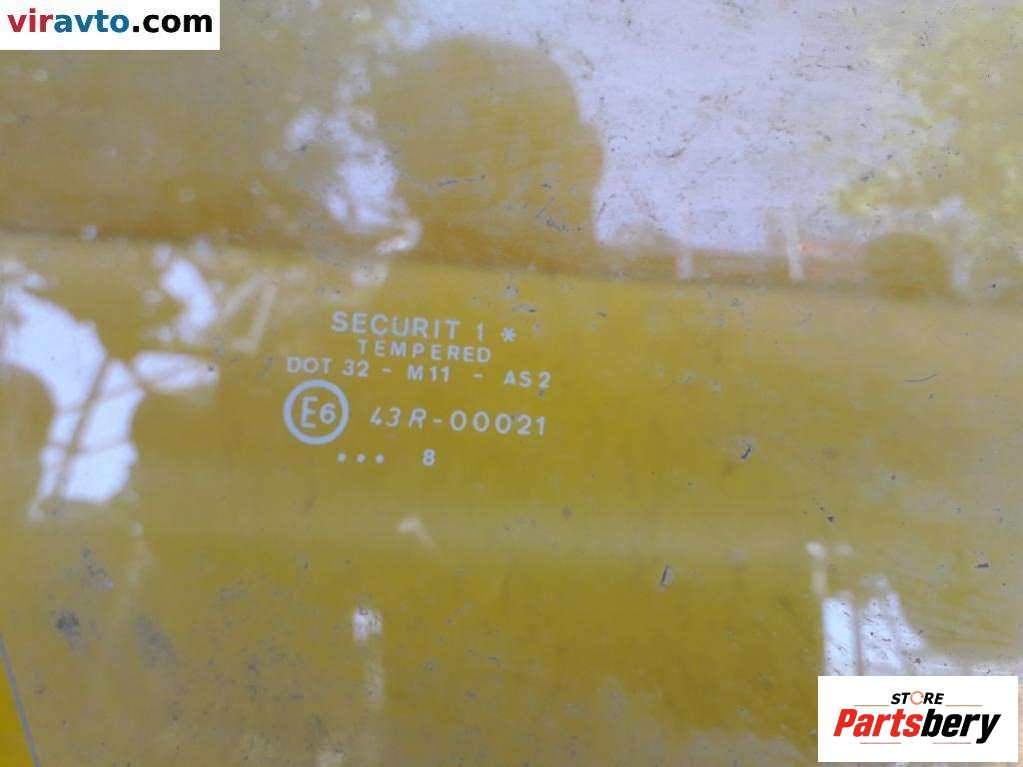 viravto.com
SECURIT 1 *
TEMPERED
DOT 32 - M11 - AS2
E6 43R-00021
... 8
STORE
Partsbery